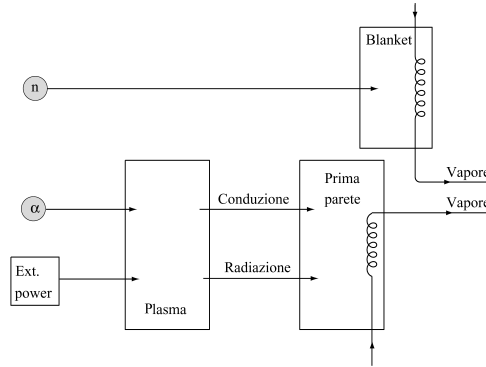 Blanket
n
Vapore
Vapore
Prima
parete
Conduzione
α
Radiazione
Ext.
power
Plasma